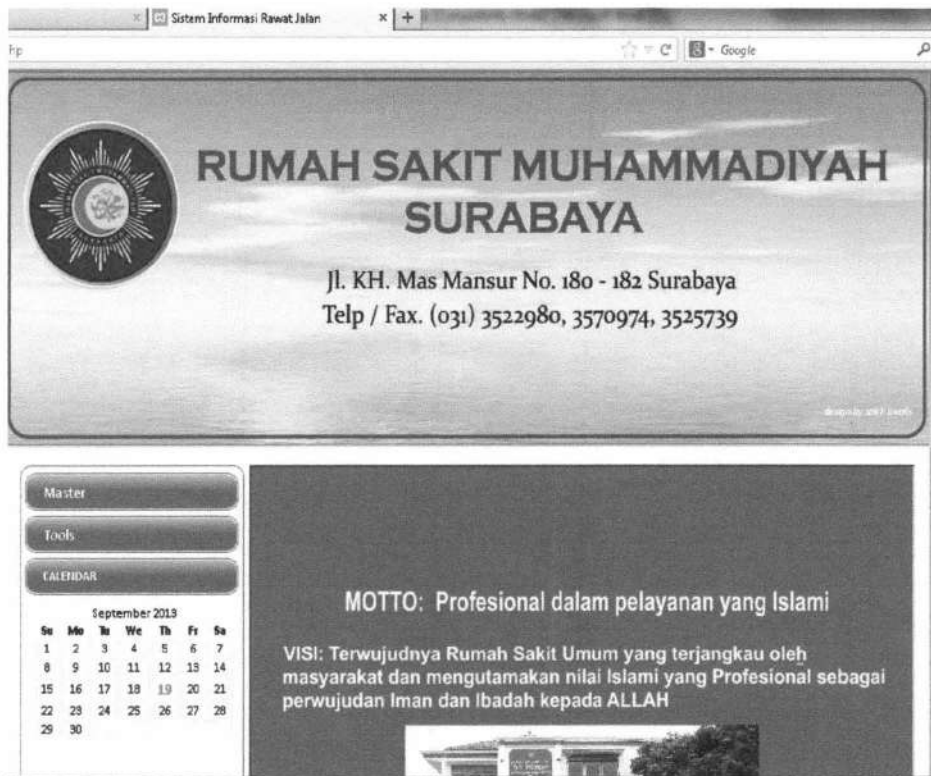 Sistem Informasi Rawat Jalan
hp
Google
RUMAH SAKIT MUHAMMADIYAH
SURABAYA
Jl. KH. Mas Mansur No. 180 - 182 Surabaya
Telp / Fax. (031) 3522980, 3570974, 3525739
design by
Master
Tools
CALENDAR
September 2013
Su Mo Tu We Th Fr Sa
1 2 3 4 5 6 7
8 9 10 11 12 13 14
15 16 17 18 19 20 21
22 23 24 25 26 27 28
29 30
MOTTO: Profesional dalam pelayanan yang Islami
VISI: Terwujudnya Rumah Sakit Umum yang terjangkau oleh
masyarakat dan mengutamakan nilai Islami yang Profesional sebagai
perwujudan Iman dan Ibadah kepada ALLAH